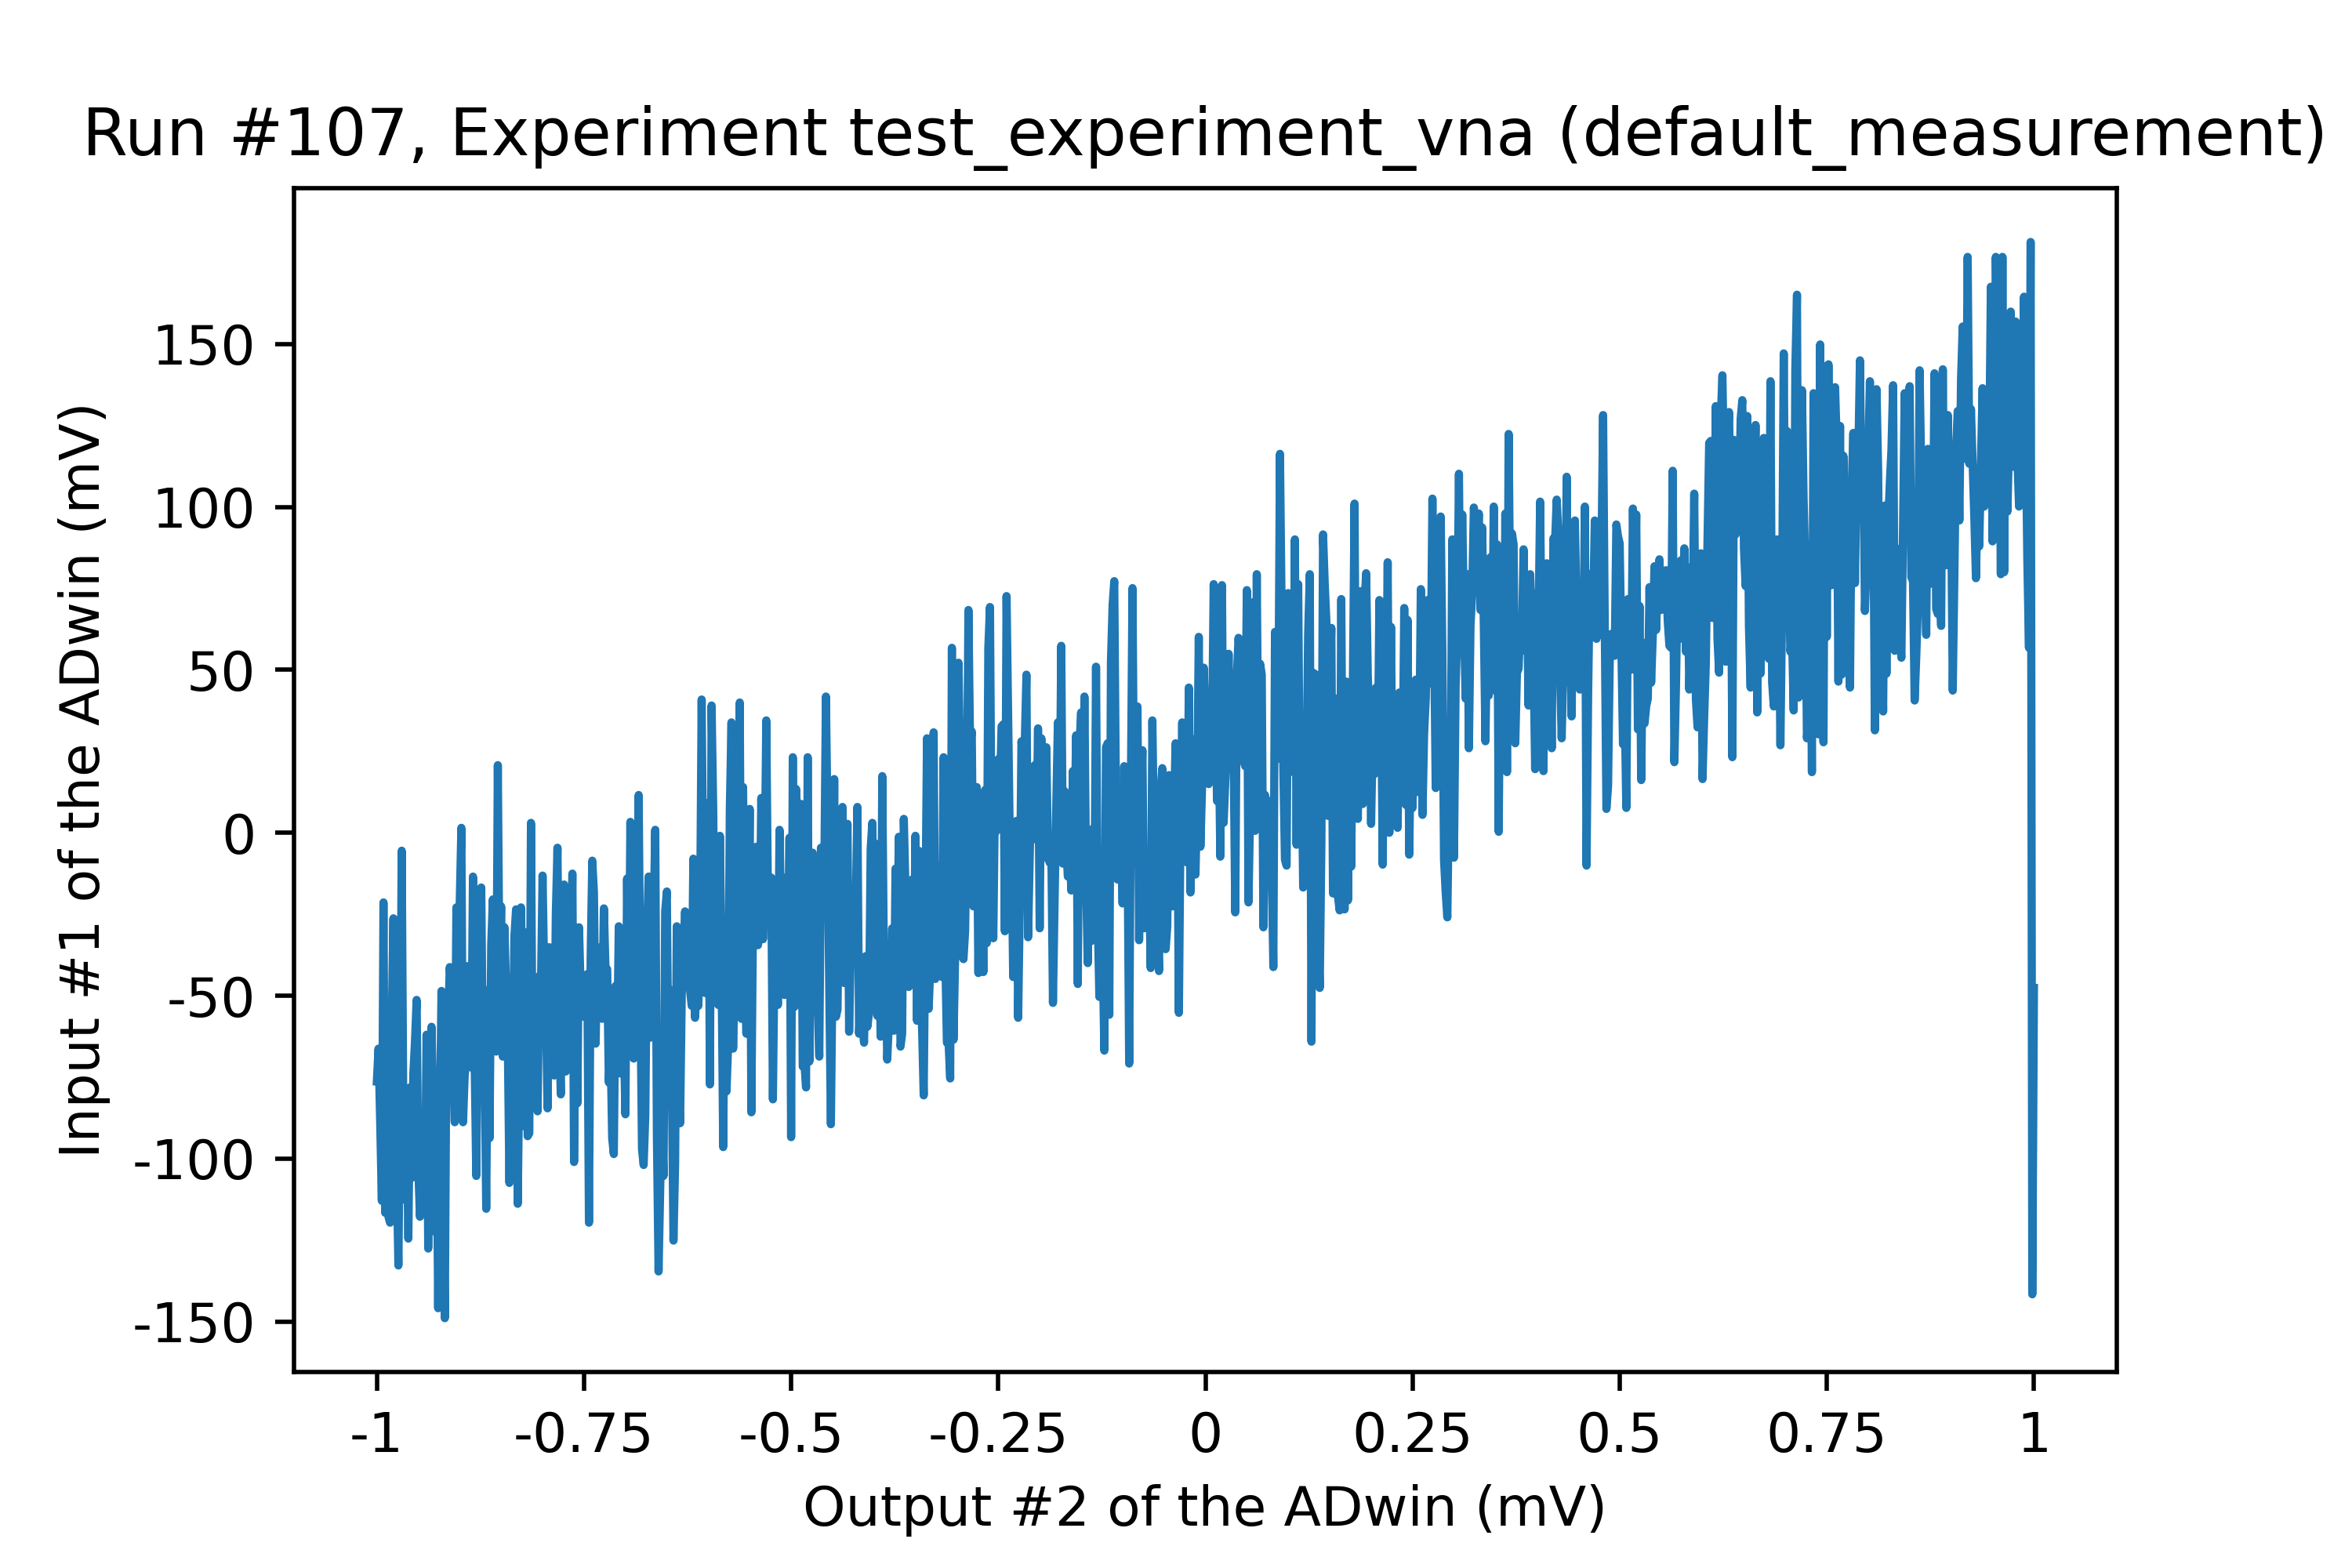 Run #107, Experiment test_experiment_vna (default_measurement)
Input #1 of the ADwin (mV)
150
100
50
0
-50
-100
-150
-1 -0.75 -0.5 -0.25 0 0.25 0.5 0.75 1
Output #2 of the ADwin (mV)